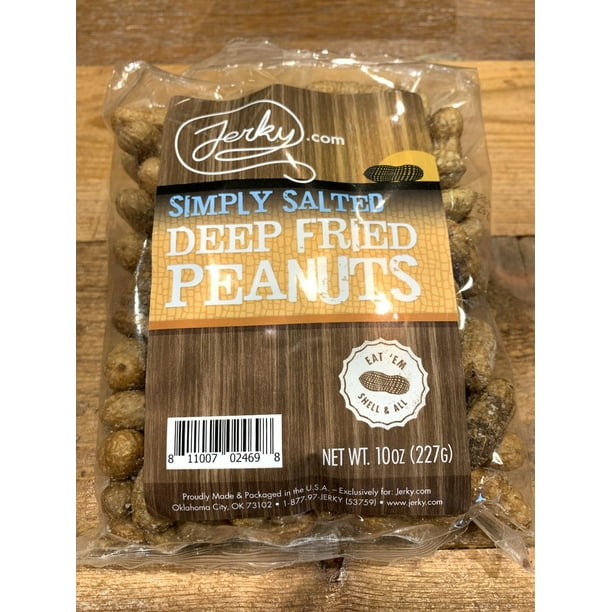 Jerky.com
SIMPLY SALTED
DEEP FRIED
PEANUTS
EAT 'EM
SHELL & ALL
8 11007 02469 8
NET WT. 10OZ (227G)
Proudly Made & Packaged in the U.S.A. – Exclusively for: Jerky.com
Oklahoma City, OK 73102 • 1-877-97-JERKY (53759) • www.jerky.com